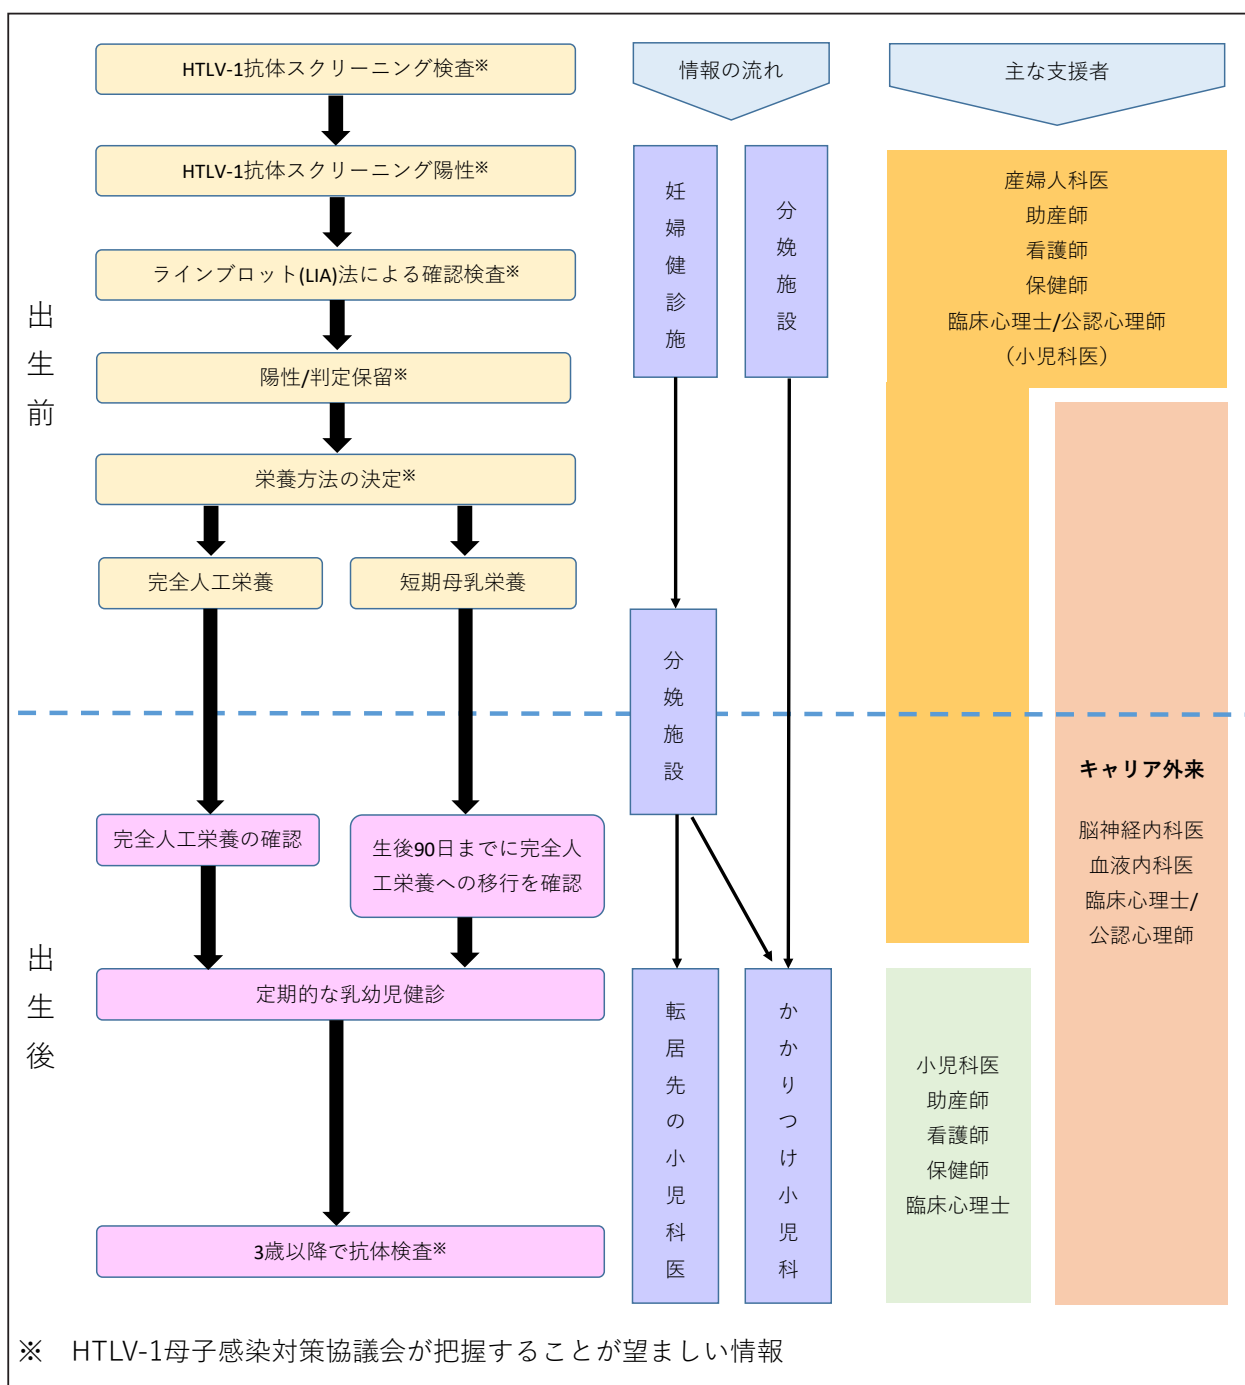 HTLV-1抗体スクリーニング検査※
HTLV-1抗体スクリーニング陽性※
ラインブロット(LIA)法による確認検査※
陽性/判定保留※
栄養方法の決定※
完全人工栄養
短期母乳栄養
完全人工栄養の確認
生後90日までに完全人
工栄養への移行を確認
定期的な乳幼児健診
3歳以降で抗体検査※
出生前
出生後
情報の流れ
妊婦健診施
分娩施設
分娩施設
転居先の小児科医
かかりつけ小児科
主な支援者
産婦人科医
助産師
看護師
保健師
臨床心理士/公認心理師
（小児科医）
キャリア外来
脳神経内科医
血液内科医
臨床心理士/
公認心理師
小児科医
助産師
看護師
保健師
臨床心理士
※　HTLV-1母子感染対策協議会が把握することが望ましい情報